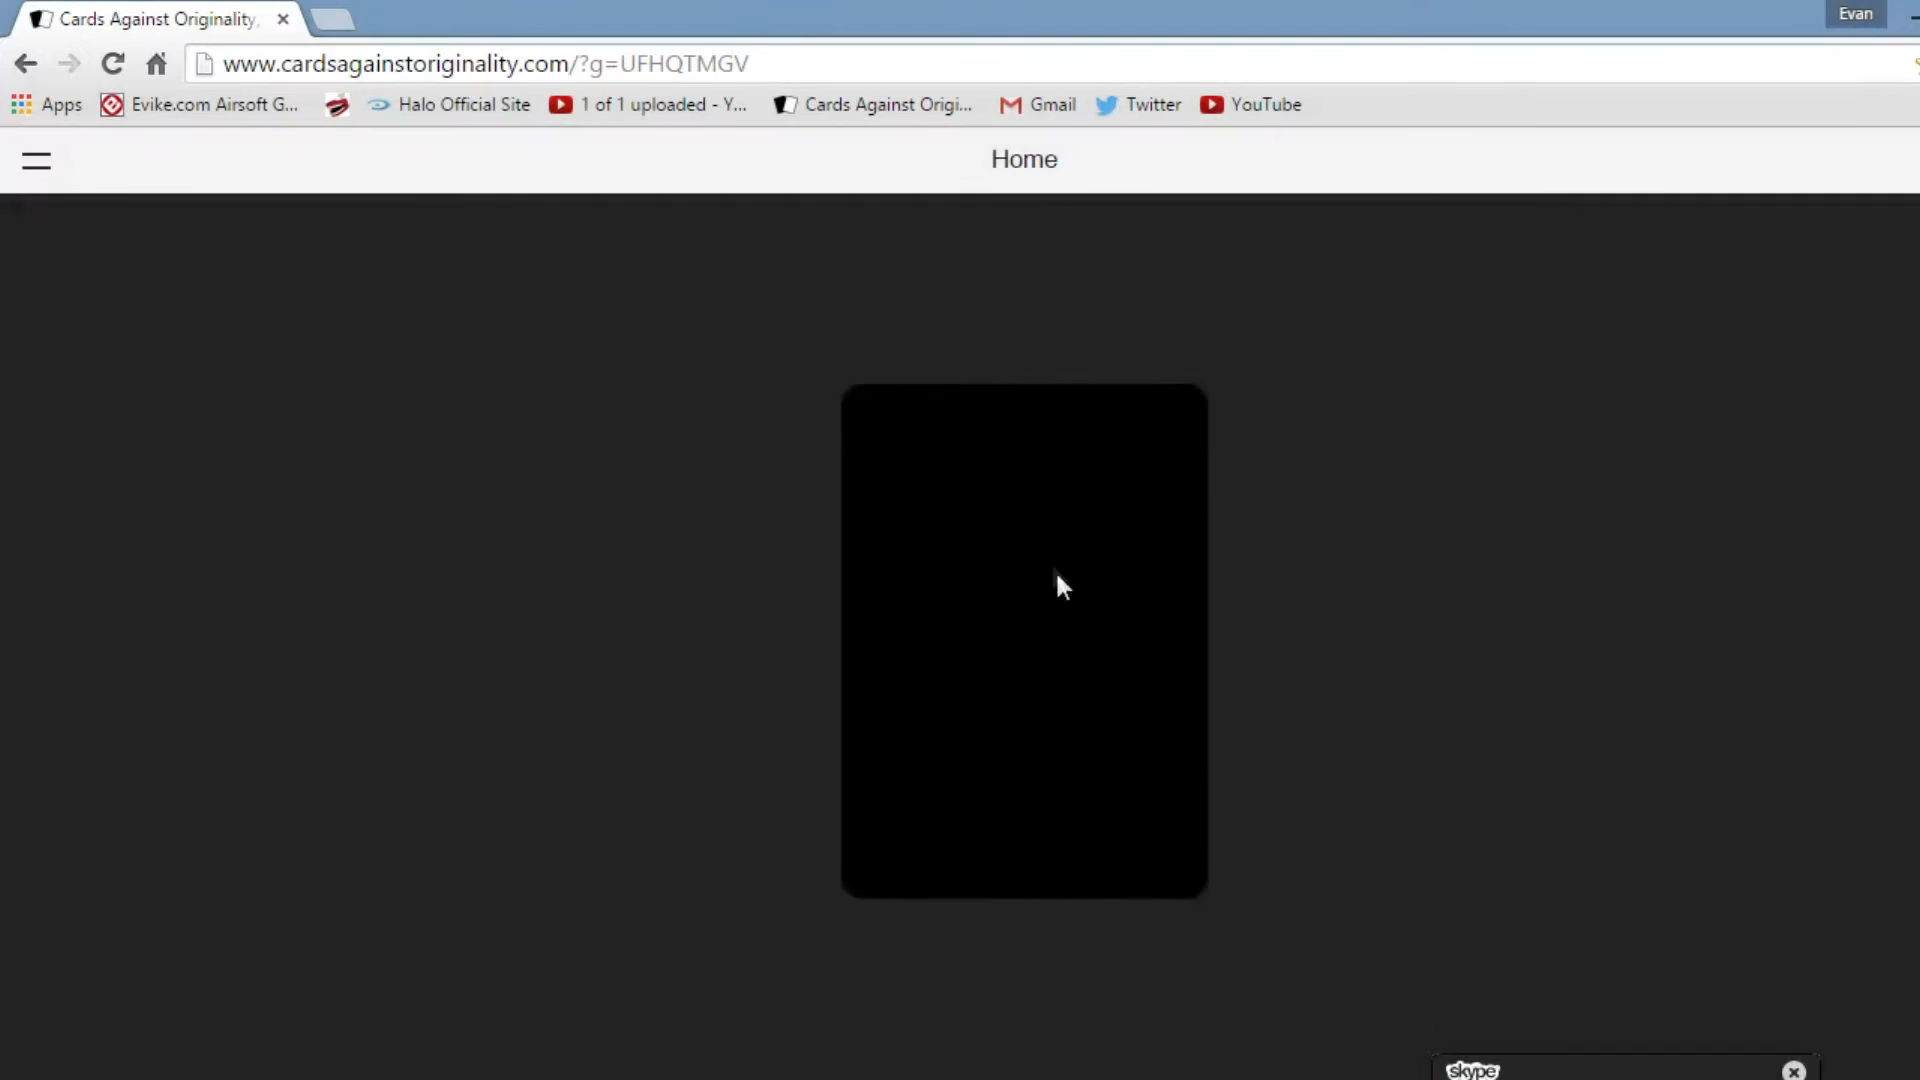 Cards Against Originality,
Evan
www.cardsagainstoriginality.com/?g=UFHQTMGV
Apps Evike.com Airsoft G... Halo Official Site 1 of 1 uploaded - Y... Cards Against Origi... Gmail Twitter YouTube
Home
skype